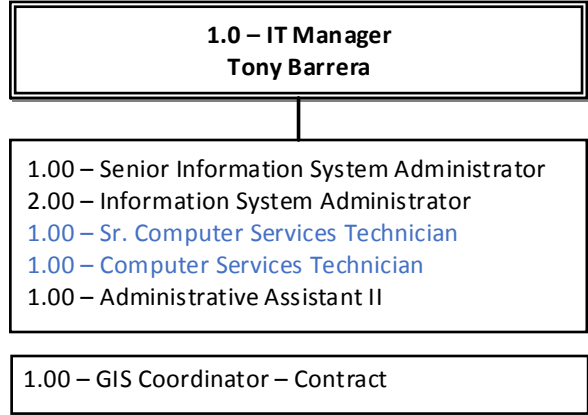 1.0 – IT Manager
Tony Barrera
1.00 – Senior Information System Administrator
2.00 – Information System Administrator
1.00 – Sr. Computer Services Technician
1.00 – Computer Services Technician
1.00 – Administrative Assistant II
1.00 – GIS Coordinator – Contract